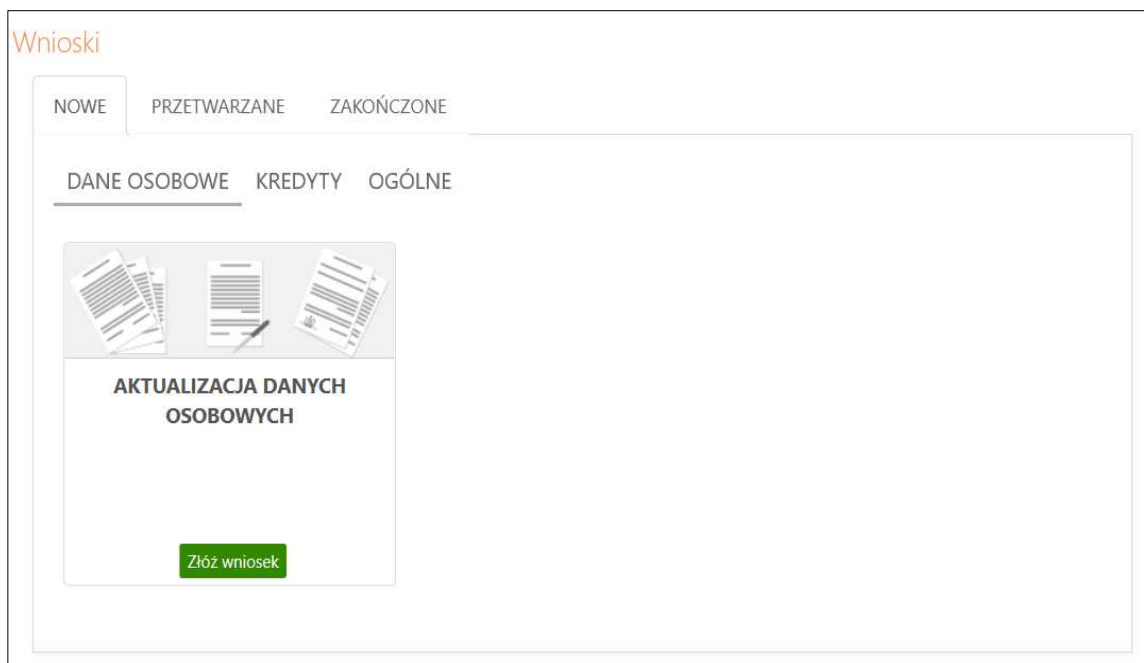 Wnioski
NOWE PRZETWARZANE ZAKOŃCZONE
DANE OSOBOWE KREDYTY OGÓLNE
AKTUALIZACJA DANYCH
OSOBOWYCH
Złóż wniosek